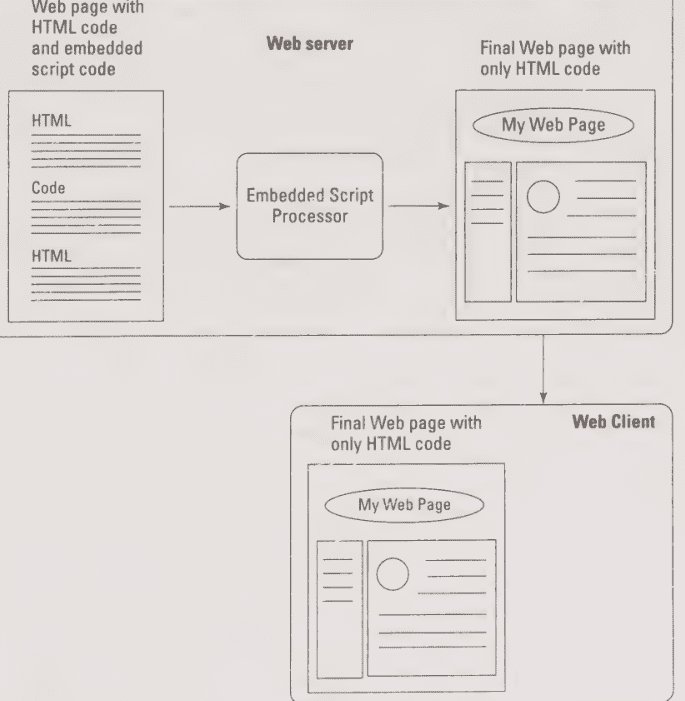 Web page with
HTML code
and embedded
script code
Web server
Final Web page with
only HTML code
HTML
Code
HTML
Embedded Script
Processor
My Web Page
Final Web page with
only HTML code
Web Client
My Web Page